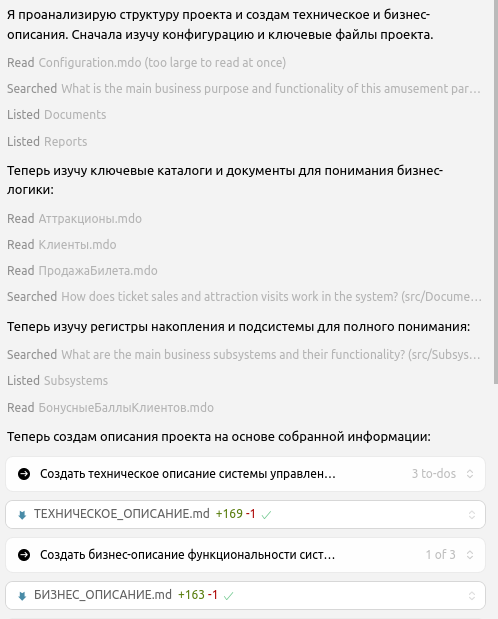 Я проанализирую структуру проекта и создам техническое и бизнес-
описания. Сначала изучу конфигурацию и ключевые файлы проекта.
Read Configuration.mdo (too large to read at once)
Searched What is the main business purpose and functionality of this amusement par…
Listed Documents
Listed Reports
Теперь изучу ключевые каталоги и документы для понимания бизнес-
логики:
Read Аттракционы.mdo
Read Клиенты.mdo
Read ПродажаБилета.mdo
Searched How does ticket sales and attraction visits work in the system? (src/Docume…
Теперь изучу регистры накопления и подсистемы для полного понимания:
Searched What are the main business subsystems and their functionality? (src/Subsys…
Listed Subsystems
Read БонусныеБаллыКлиентов.mdo
Теперь создам описания проекта на основе собранной информации:
Создать техническое описание системы управлен… 3 to-dos
ТЕХНИЧЕСКОЕ_ОПИСАНИЕ.md +169 -1
Создать бизнес-описание функциональности сист… 1 of 3
БИЗНЕС_ОПИСАНИЕ.md +163 -1